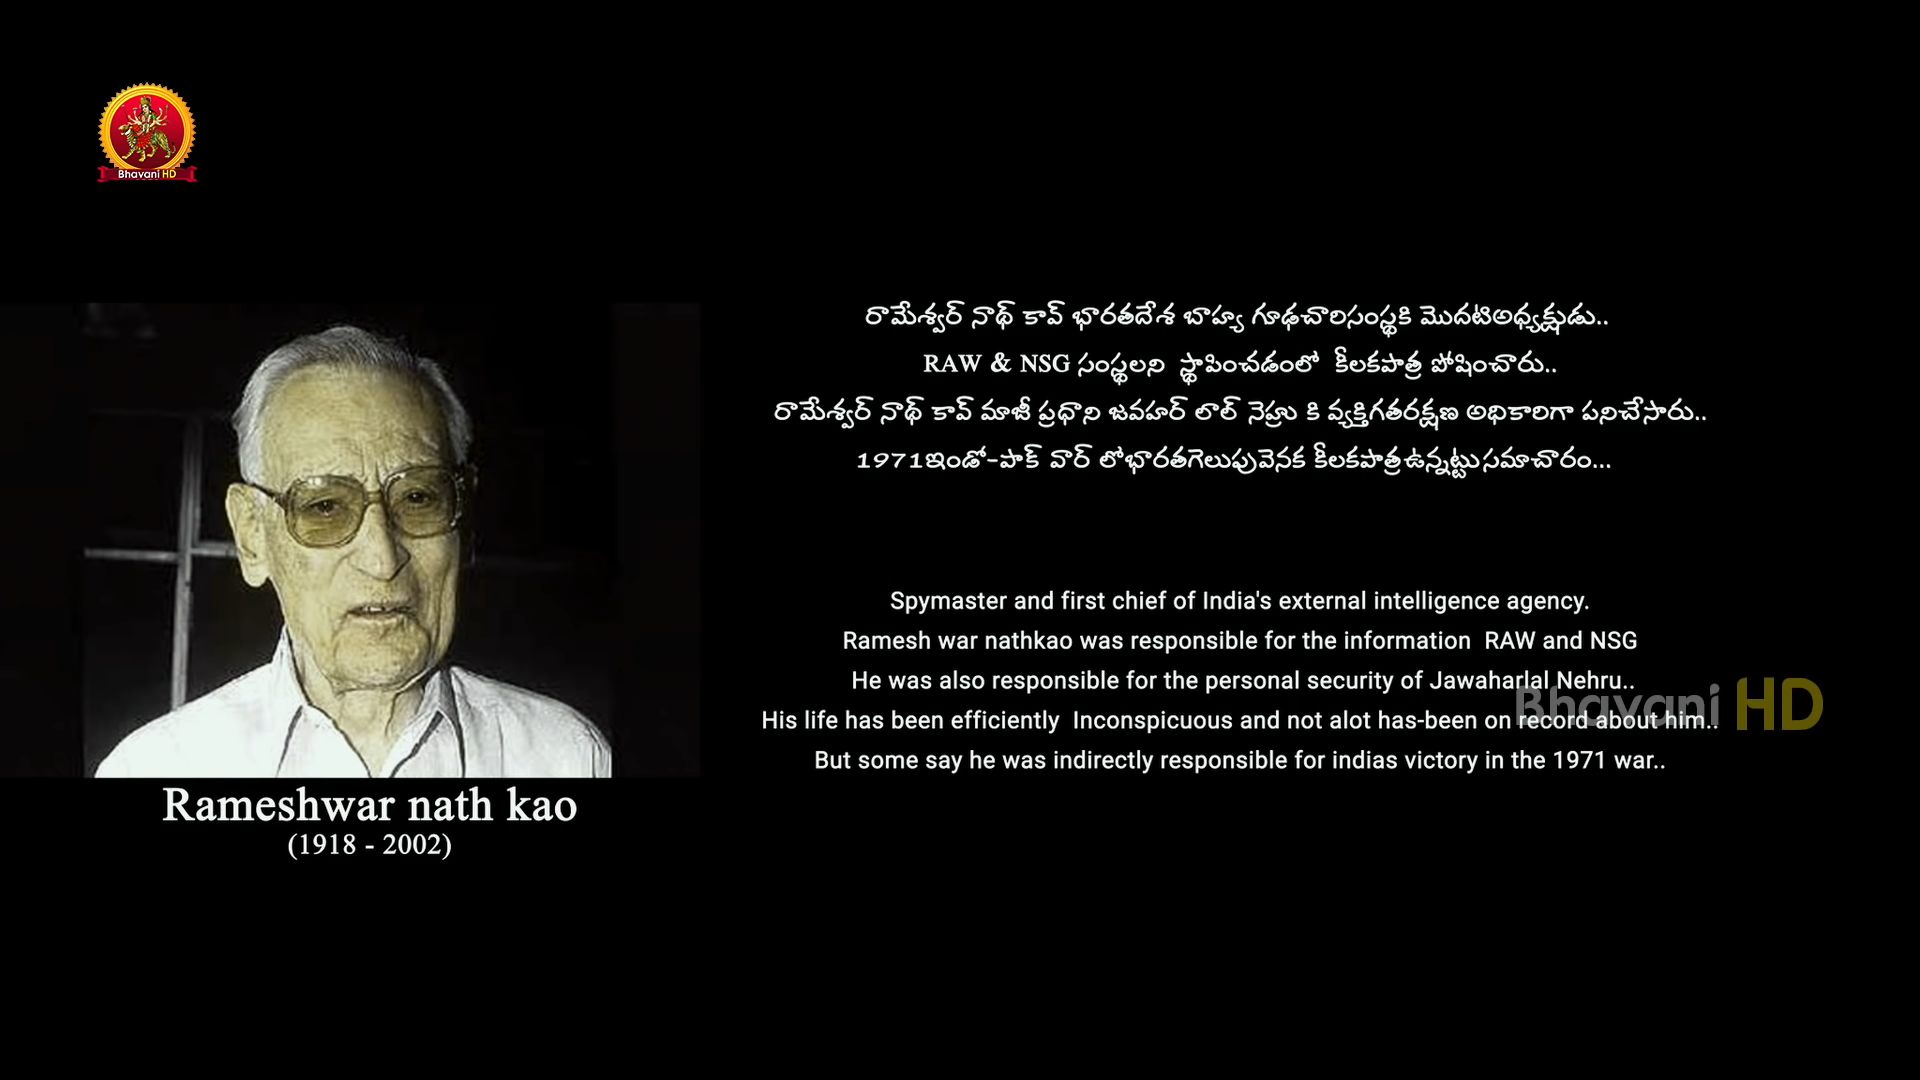 Bhavani HD
రామేశ్వర్ నాథ్ కావ్ భారతదేశ బాహ్య గూఢచారిసంస్థకి మొదటిఅధ్యక్షుడు..
RAW & NSG సంస్థలని స్థాపించడంలో కీలకపాత్ర పోషించారు..
రామేశ్వర్ నాథ్ కావ్ మాజీ ప్రధాని జవహర్ లాల్ నెహ్రు కి వ్యక్తిగతరక్షణ అధికారిగా పనిచేసారు..
1971ఇండో-పాక్ వార్ లోభారతగెలుపువెనక కీలకపాత్రఉన్నట్టుసమాచారం...
Spymaster and first chief of India's external intelligence agency.
Ramesh war nathkao was responsible for the information RAW and NSG
He was also responsible for the personal security of Jawaharlal Nehru..
His life has been efficiently Inconspicuous and not alot has-been on record about him..
But some say he was indirectly responsible for indias victory in the 1971 war..
Bhavani HD
Rameshwar nath kao
(1918 - 2002)